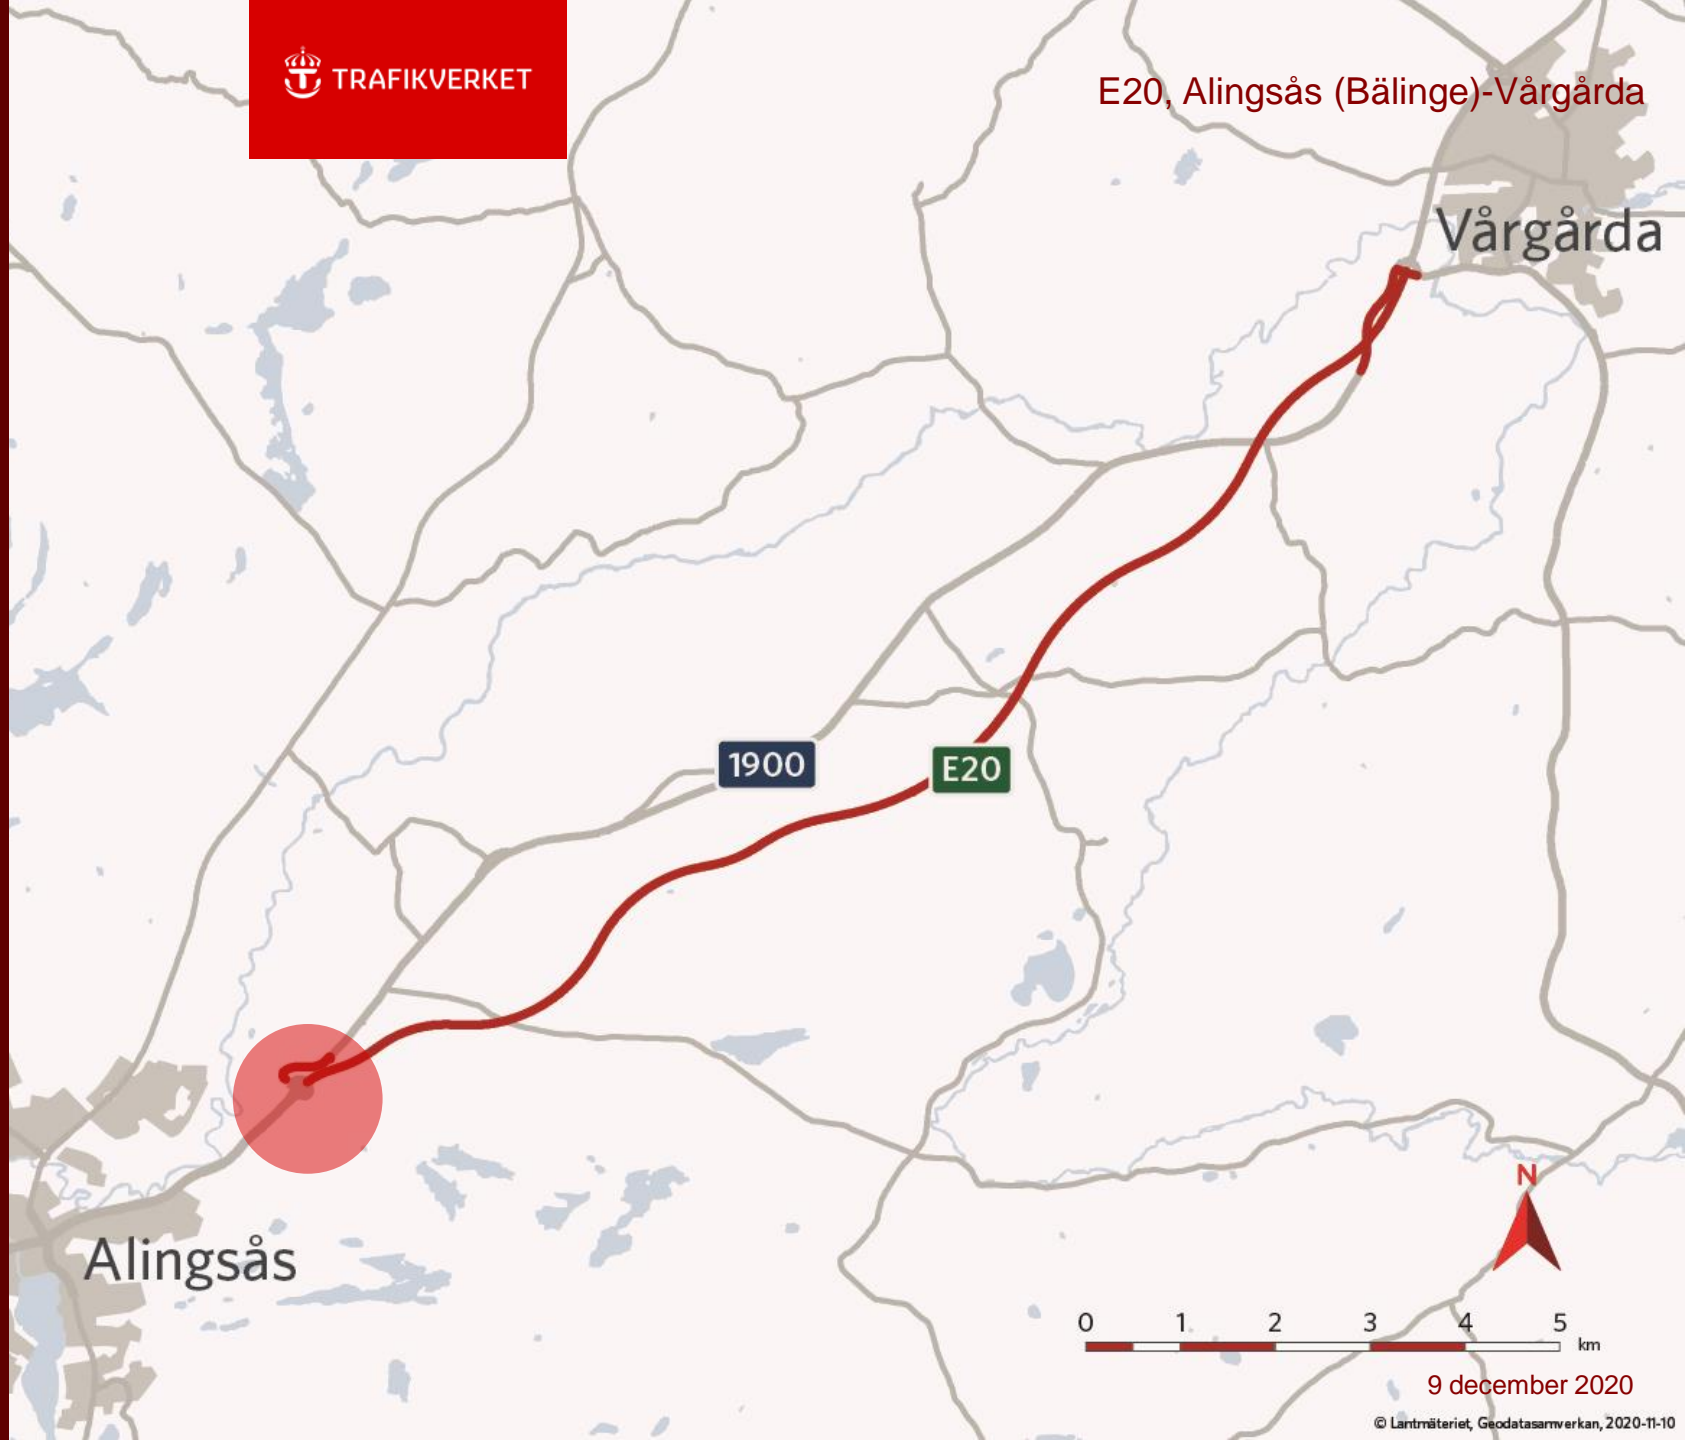 TRAFIKVERKET
E20, Alingsås (Bälinge)-Vårgårda
Vårgårda
1900
E20
Alingsås
N
0 1 2 3 4 5
km
9 december 2020
© Lantmäteriet, Geodatasamverkan, 2020-11-10